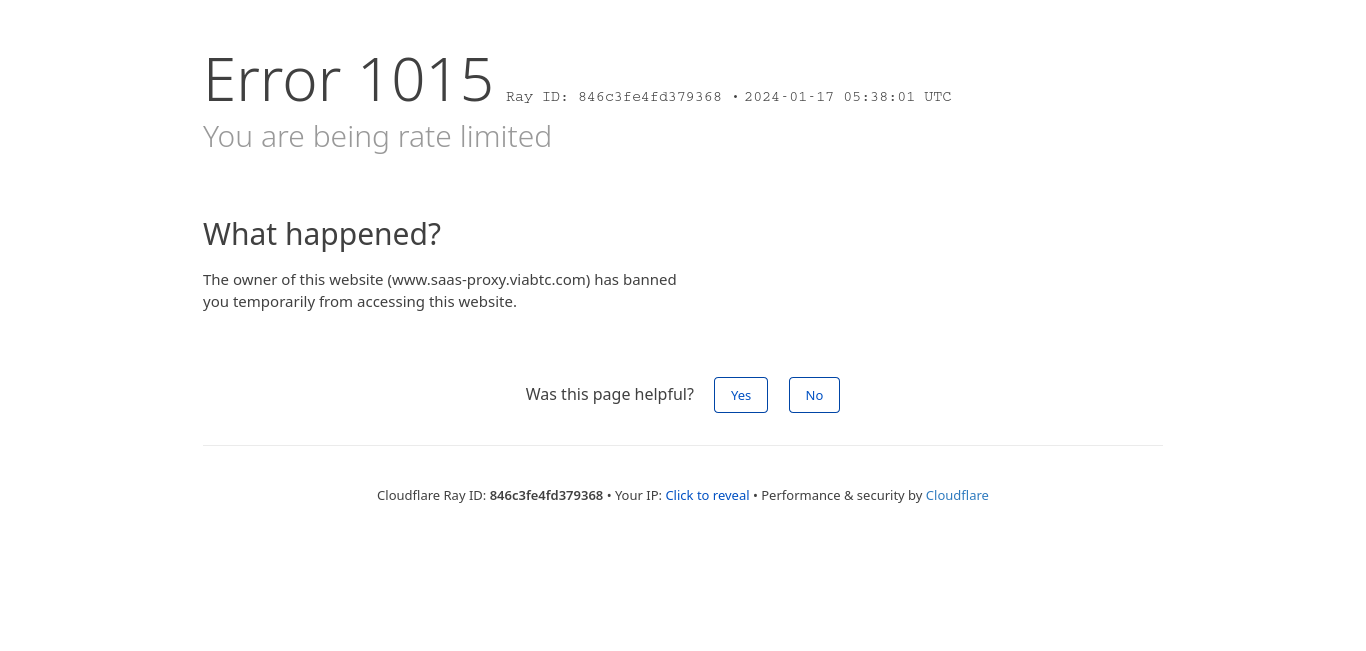 Error 1015 Ray ID: 846c3fe4fd379368 • 2024-01-17 05:38:01 UTC
You are being rate limited
What happened?
The owner of this website (www.saas-proxy.viabtc.com) has banned
you temporarily from accessing this website.
Was this page helpful? Yes No
Cloudflare Ray ID: 846c3fe4fd379368 • Your IP: Click to reveal • Performance & security by Cloudflare